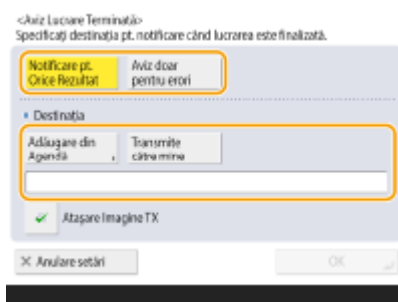 <Aviz Lucrare Terminată>
Specificați destinația pt. notificare când lucrarea este finalizată.
Notificare pt. Orice Rezultat
Aviz doar pentru erori
Destinația
Adăugare din Agendă
Transmite către mine
Atașare Imagine TX
Anulare setări
OK